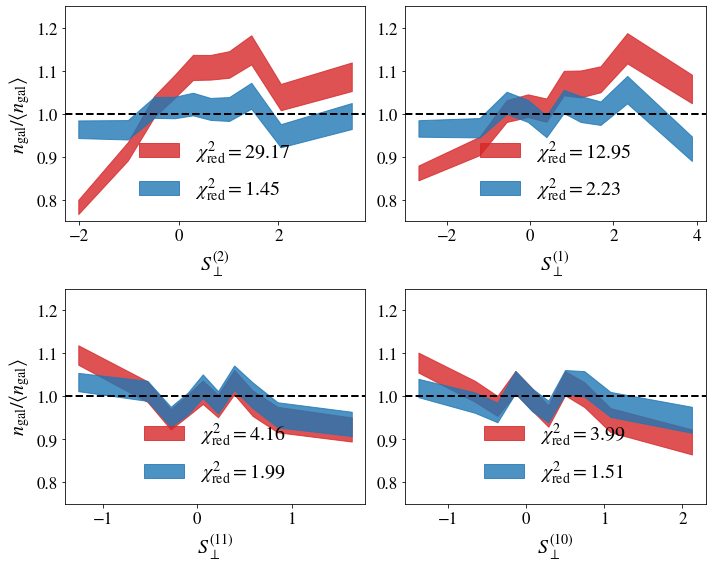 1.2
1.1
1.0
0.9
0.8
n_gal/⟨n_gal⟩
χ²_red = 29.17
χ²_red = 1.45
−2 0 2
S_⊥^(2)
1.2
1.1
1.0
0.9
0.8
χ²_red = 12.95
χ²_red = 2.23
−2 0 2 4
S_⊥^(1)
1.2
1.1
1.0
0.9
0.8
n_gal/⟨n_gal⟩
χ²_red = 4.16
χ²_red = 1.99
−1 0 1
S_⊥^(11)
1.2
1.1
1.0
0.9
0.8
χ²_red = 3.99
χ²_red = 1.51
−1 0 1 2
S_⊥^(10)